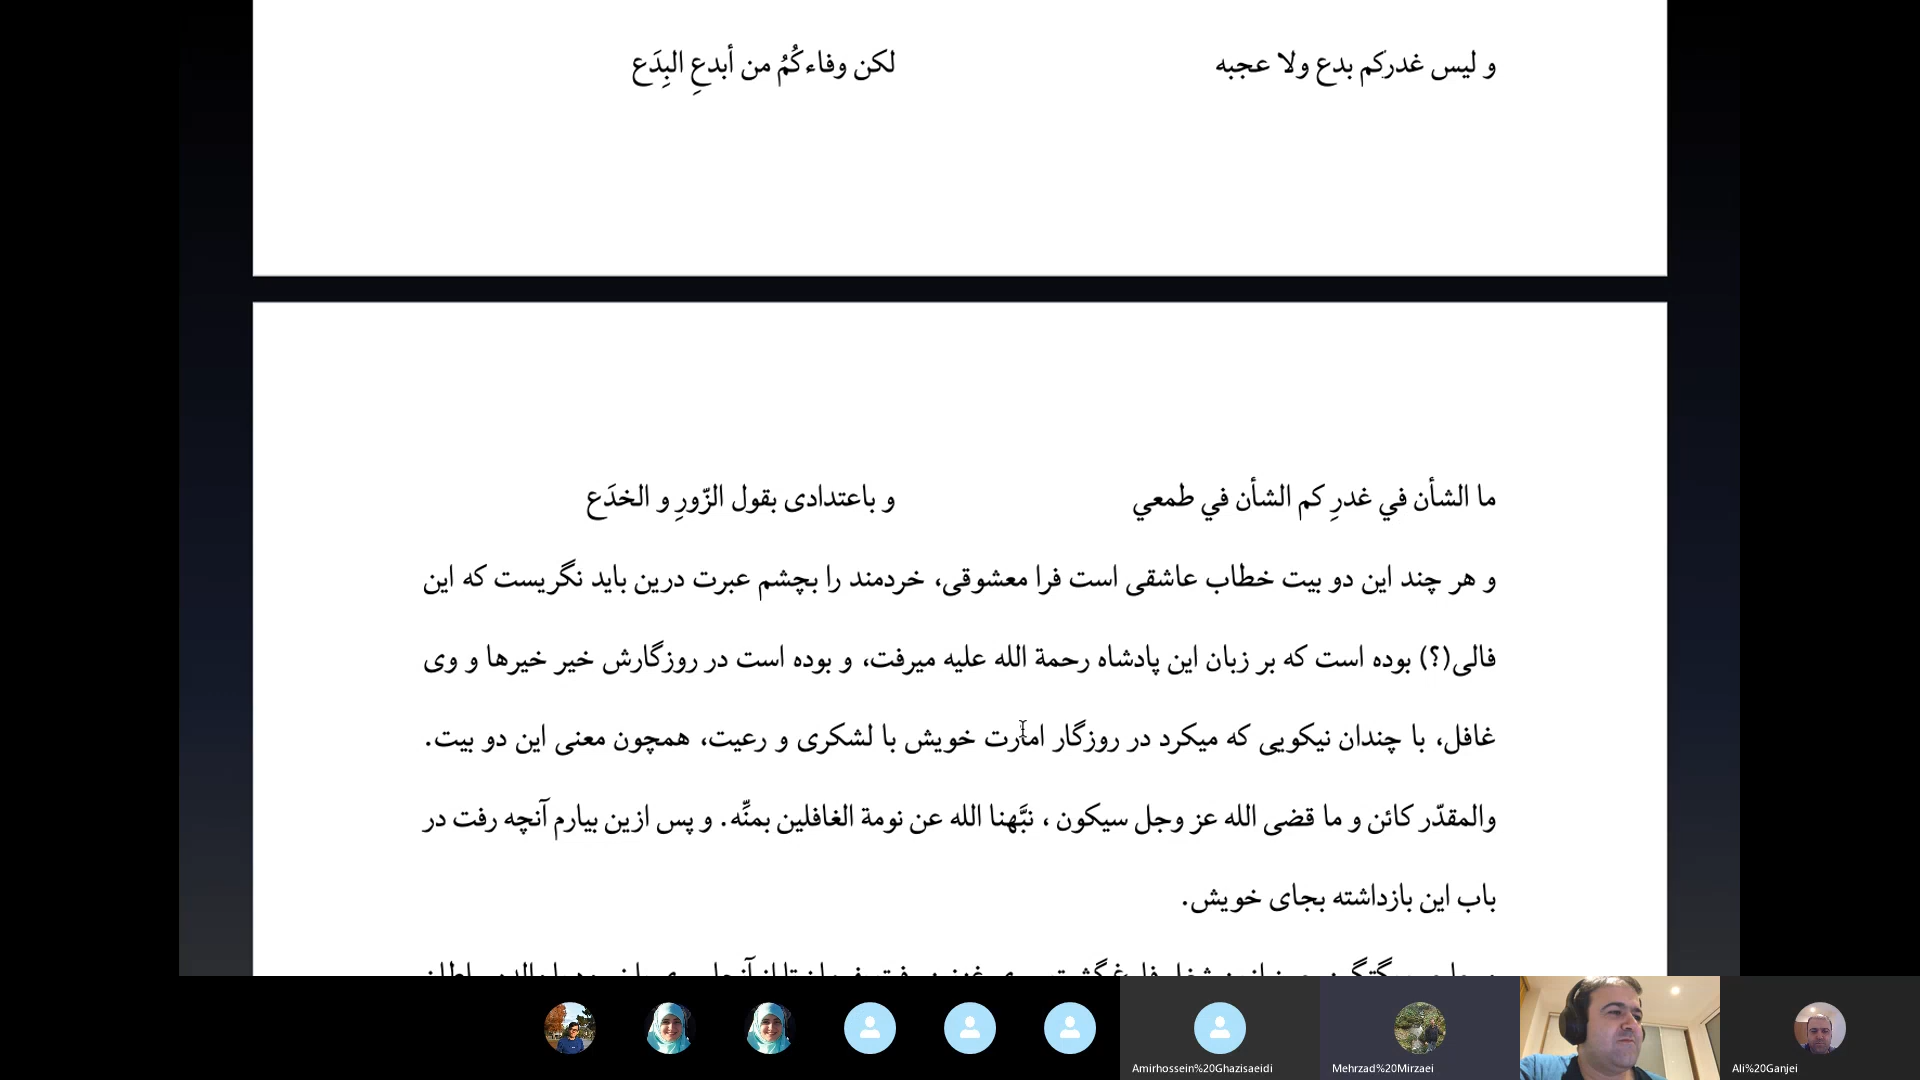 و ليس غدركم بدع ولا عجبه لكن وفاءكُمُ من أبدعِ البِدَع
ما الشأن في غدرِ كم الشأن في طمعي و باعتدادی بقول الزّورِ و الخدَع
و هر چند این دو بیت خطاب عاشقی است فرا معشوقی، خردمند را بچشم عبرت درین باید نگریست که این
فالی(؟) بوده است که بر زبان این پادشاه رحمة الله علیه میرفت، و بوده است در روزگارش خیر خیرها و وی
غافل، با چندان نیکویی که میکرد در روزگار امارت خویش با لشکری و رعیت، همچون معنی این دو بیت.
والمقدّر کائن و ما قضی الله عز وجل سیکون ، نبَّهنا الله عن نومة الغافلین بمنِّه. و پس ازین بیارم آنچه رفت در
باب این بازداشته بجای خویش.
Amirhossein%20Ghazisaeidi
Mehrzad%20Mirzaei
Ali%20Ganjei